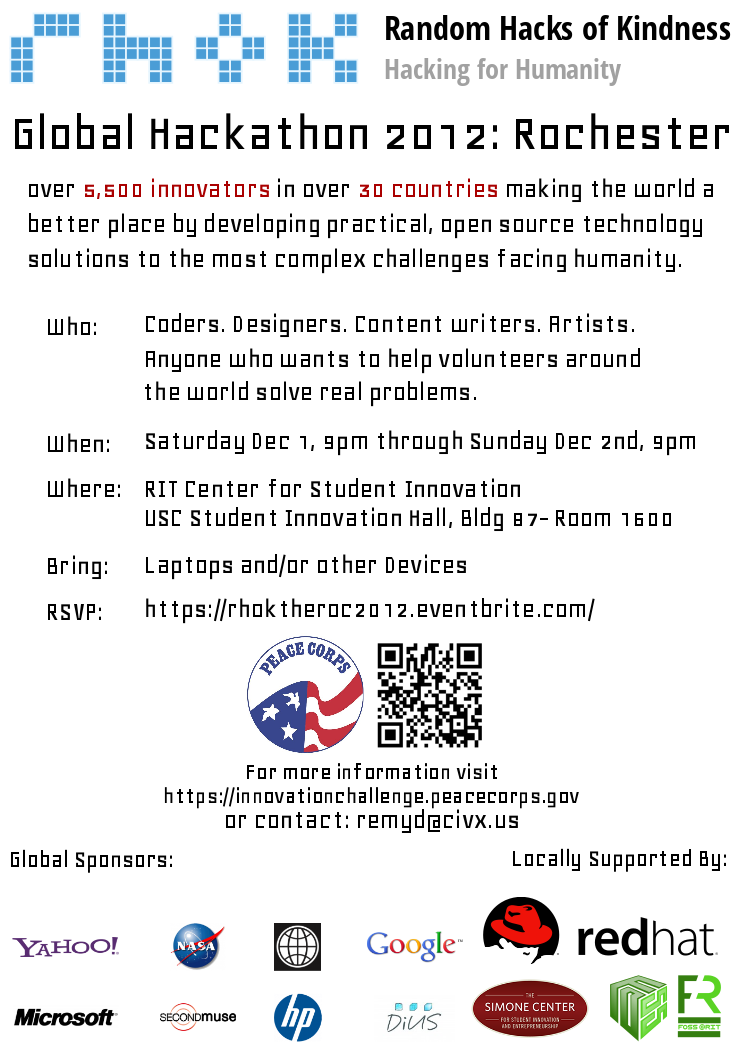 rhok
Random Hacks of Kindness
Hacking for Humanity
Global Hackathon 2012: Rochester
over 5,500 innovators in over 30 countries making the world a
better place by developing practical, open source technology
solutions to the most complex challenges facing humanity.
Who: Coders. Designers. Content writers. Artists.
Anyone who wants to help volunteers around
the world solve real problems.
When: Saturday Dec 1, 9pm through Sunday Dec 2nd, 9pm
Where: RIT Center for Student Innovation
USC Student Innovation Hall, Bldg 87- Room 1600
Bring: Laptops and/or other Devices
RSVP: https://rhoktheroc2012.eventbrite.com/
PEACE CORPS
For more information visit
https://innovationchallenge.peacecorps.gov
or contact: remyd@civx.us
Global Sponsors:
Locally Supported By:
YAHOO!
NASA
Google™
redhat.
Microsoft
SECONDMUSE
hp
DiUS
THE
SIMONE CENTER
FOR STUDENT INNOVATION
AND ENTREPRENEURSHIP
FR
FOSS @RIT